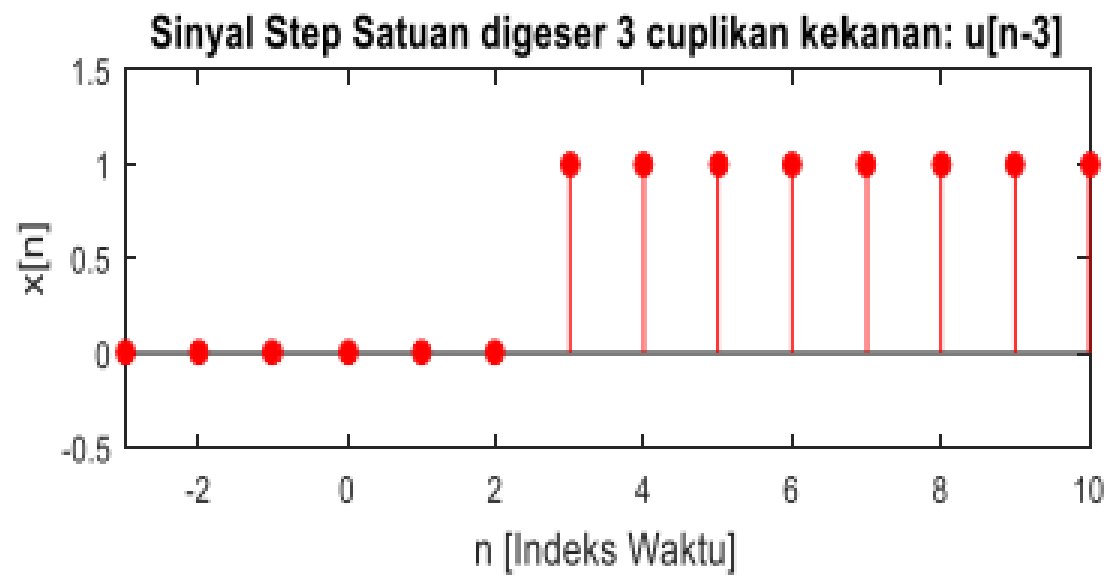 Sinyal Step Satuan digeser 3 cuplikan kekanan: u[n-3]
1.5
1
0.5
0
-0.5
x[n]
-2 0 2 4 6 8 10
n [Indeks Waktu]